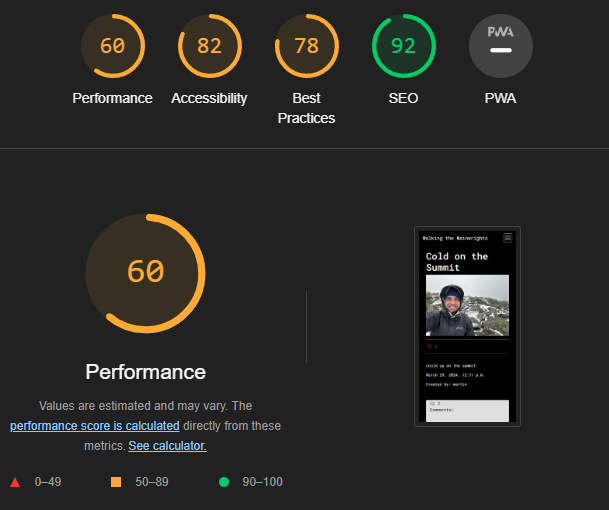 60
82
78
92
PWA
Performance
Accessibility
Best
Practices
SEO
PWA
60
Performance
Values are estimated and may vary. The
performance score is calculated directly from these
metrics. See calculator.
0–49
50–89
90–100
Walking the Wainwrights
Cold on the
Summit
0
could up on the summit
March 29, 2024, 12:11 p.m.
Created by: martin
0
Comments: